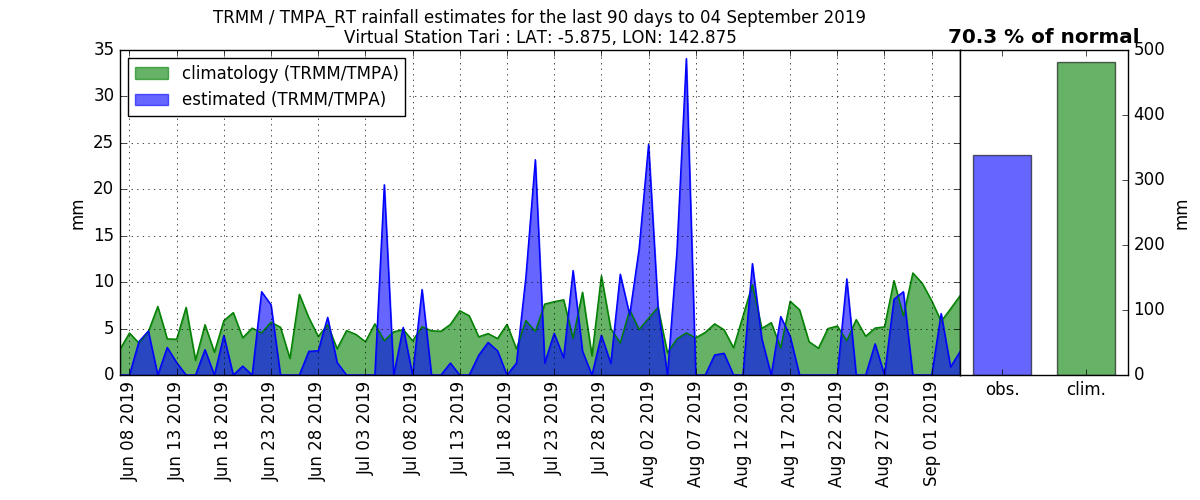 TRMM / TMPA_RT rainfall estimates for the last 90 days to 04 September 2019
Virtual Station Tari : LAT: -5.875, LON: 142.875
70.3 % of normal
climatology (TRMM/TMPA)
estimated (TRMM/TMPA)
35
30
25
20
15
10
5
0
mm
Jun 08 2019
Jun 13 2019
Jun 18 2019
Jun 23 2019
Jun 28 2019
Jul 03 2019
Jul 08 2019
Jul 13 2019
Jul 18 2019
Jul 23 2019
Jul 28 2019
Aug 02 2019
Aug 07 2019
Aug 12 2019
Aug 17 2019
Aug 22 2019
Aug 27 2019
Sep 01 2019
obs.
clim.
500
400
300
200
100
0
mm